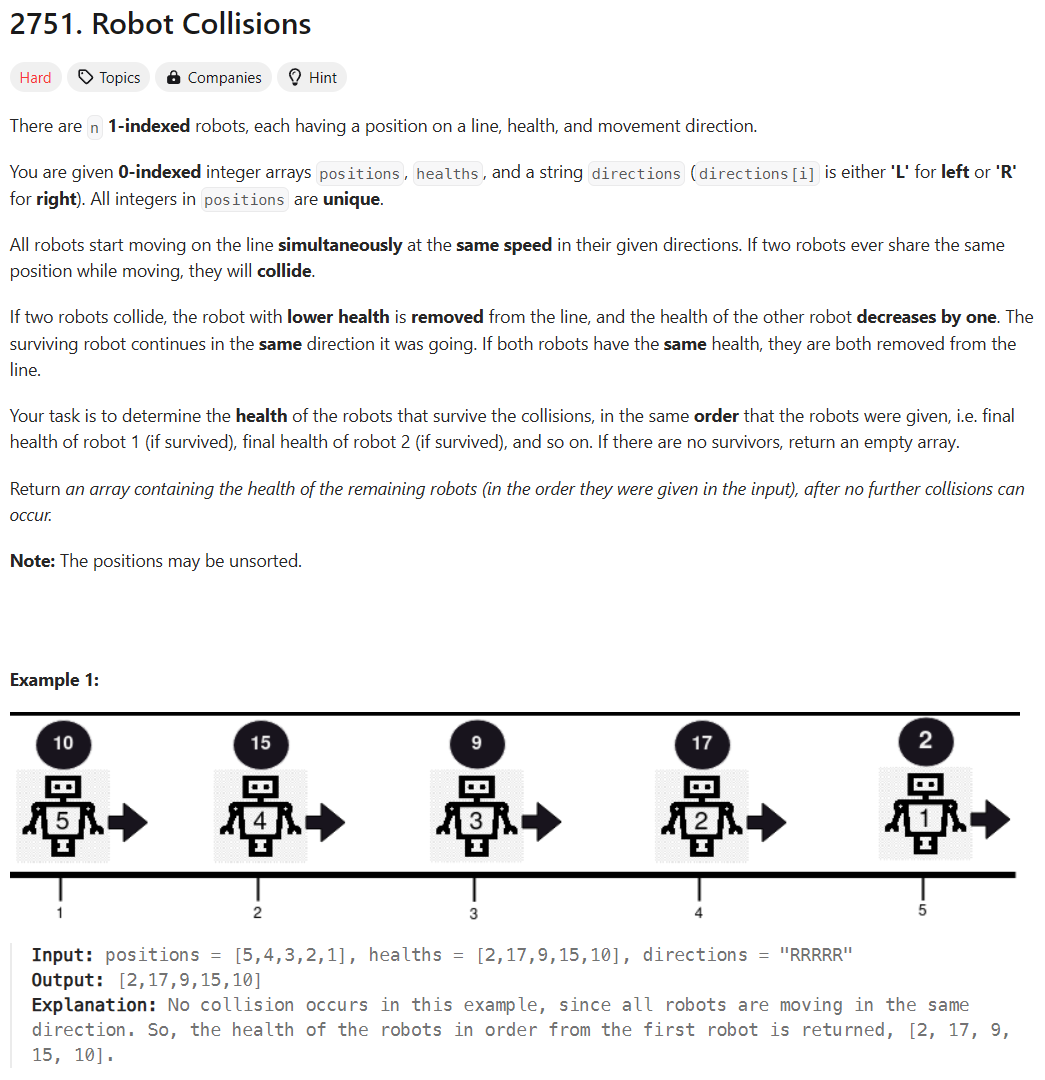 2751. Robot Collisions
Hard Topics Companies Hint
There are n 1-indexed robots, each having a position on a line, health, and movement direction.
You are given 0-indexed integer arrays positions, healths, and a string directions (directions[i] is either 'L' for left or 'R'
for right). All integers in positions are unique.
All robots start moving on the line simultaneously at the same speed in their given directions. If two robots ever share the same
position while moving, they will collide.
If two robots collide, the robot with lower health is removed from the line, and the health of the other robot decreases by one. The
surviving robot continues in the same direction it was going. If both robots have the same health, they are both removed from the
line.
Your task is to determine the health of the robots that survive the collisions, in the same order that the robots were given, i.e. final
health of robot 1 (if survived), final health of robot 2 (if survived), and so on. If there are no survivors, return an empty array.
Return an array containing the health of the remaining robots (in the order they were given in the input), after no further collisions can
occur.
Note: The positions may be unsorted.
Example 1:
10 15 9 17 2
5 4 3 2 1
1 2 3 4 5
Input: positions = [5,4,3,2,1], healths = [2,17,9,15,10], directions = "RRRRR"
Output: [2,17,9,15,10]
Explanation: No collision occurs in this example, since all robots are moving in the same
direction. So, the health of the robots in order from the first robot is returned, [2, 17, 9,
15, 10].